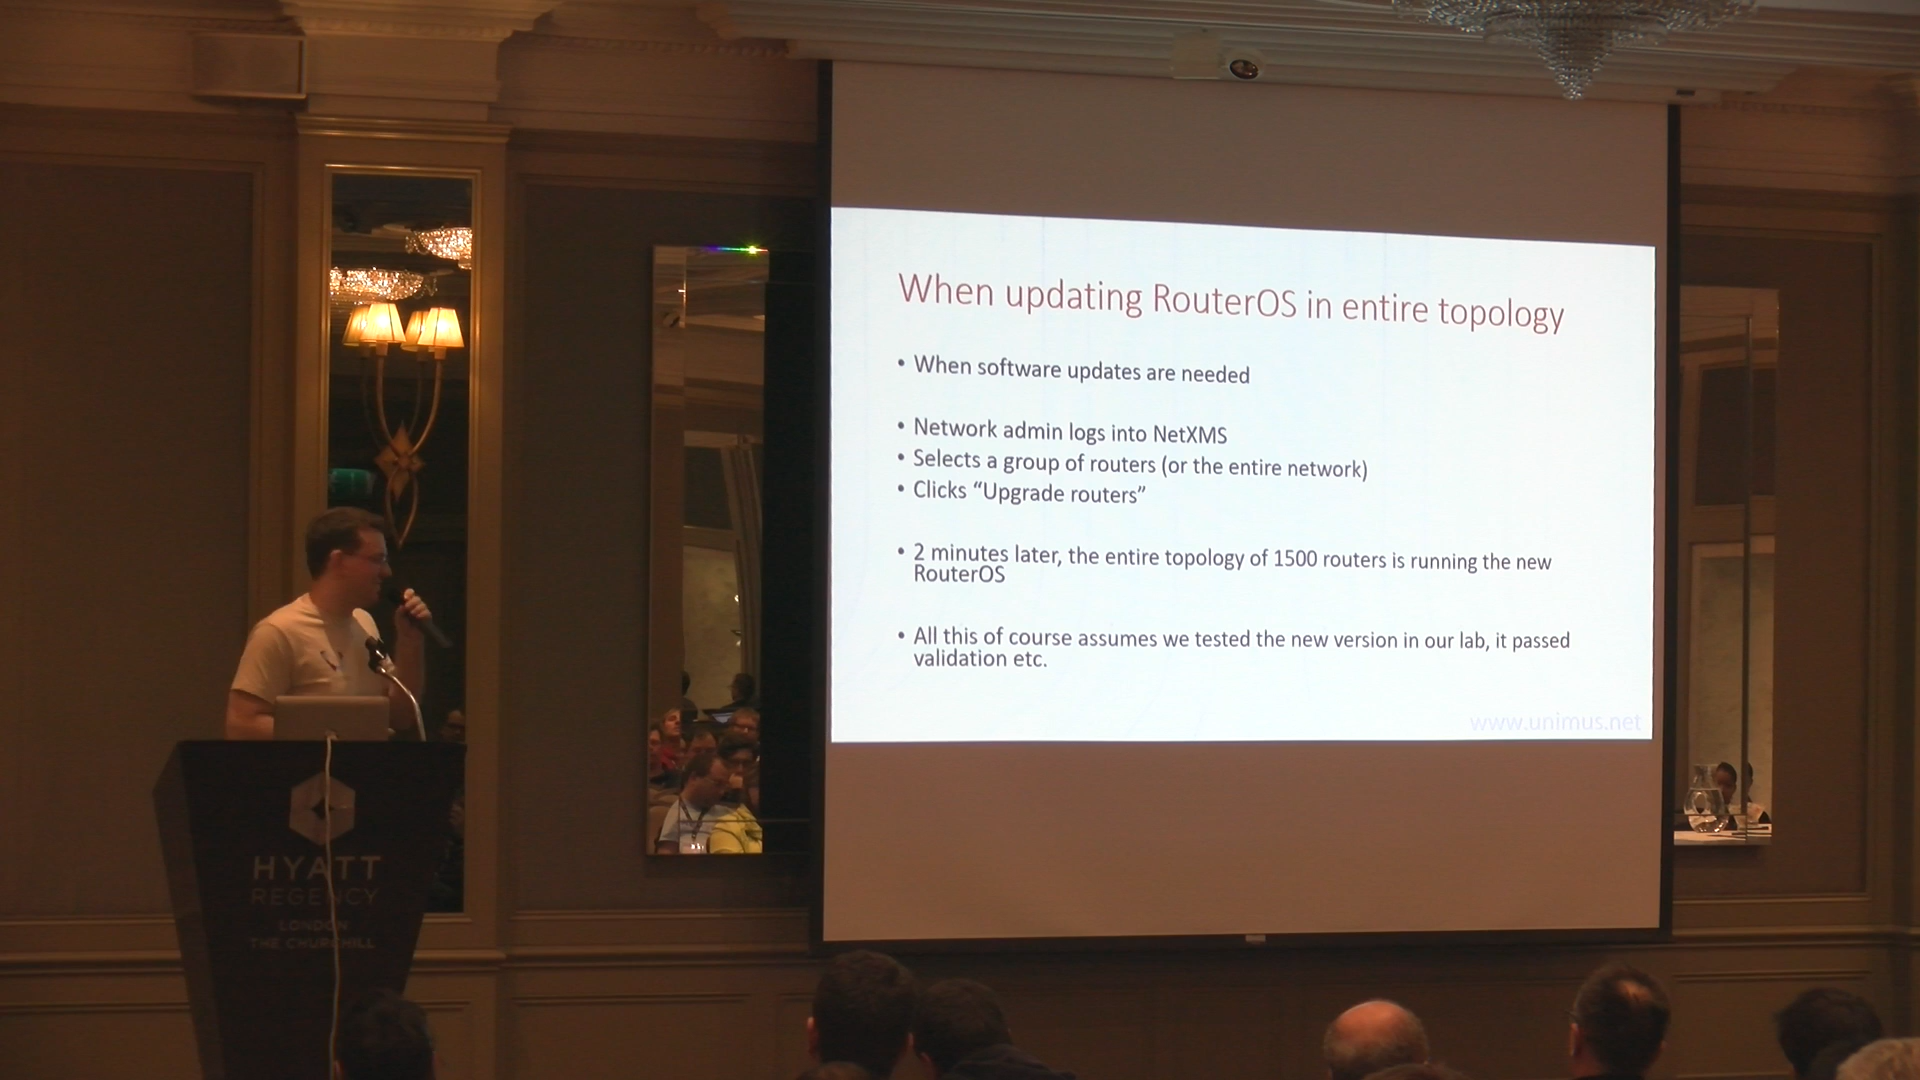 When updating RouterOS in entire topology
• When software updates are needed
• Network admin logs into NetXMS
• Selects a group of routers (or the entire network)
• Clicks “Upgrade routers”
• 2 minutes later, the entire topology of 1500 routers is running the new
RouterOS
• All this of course assumes we tested the new version in our lab, it passed
validation etc.
www.unimus.net
HYATT
REGENCY
LONDON
THE CHURCHILL